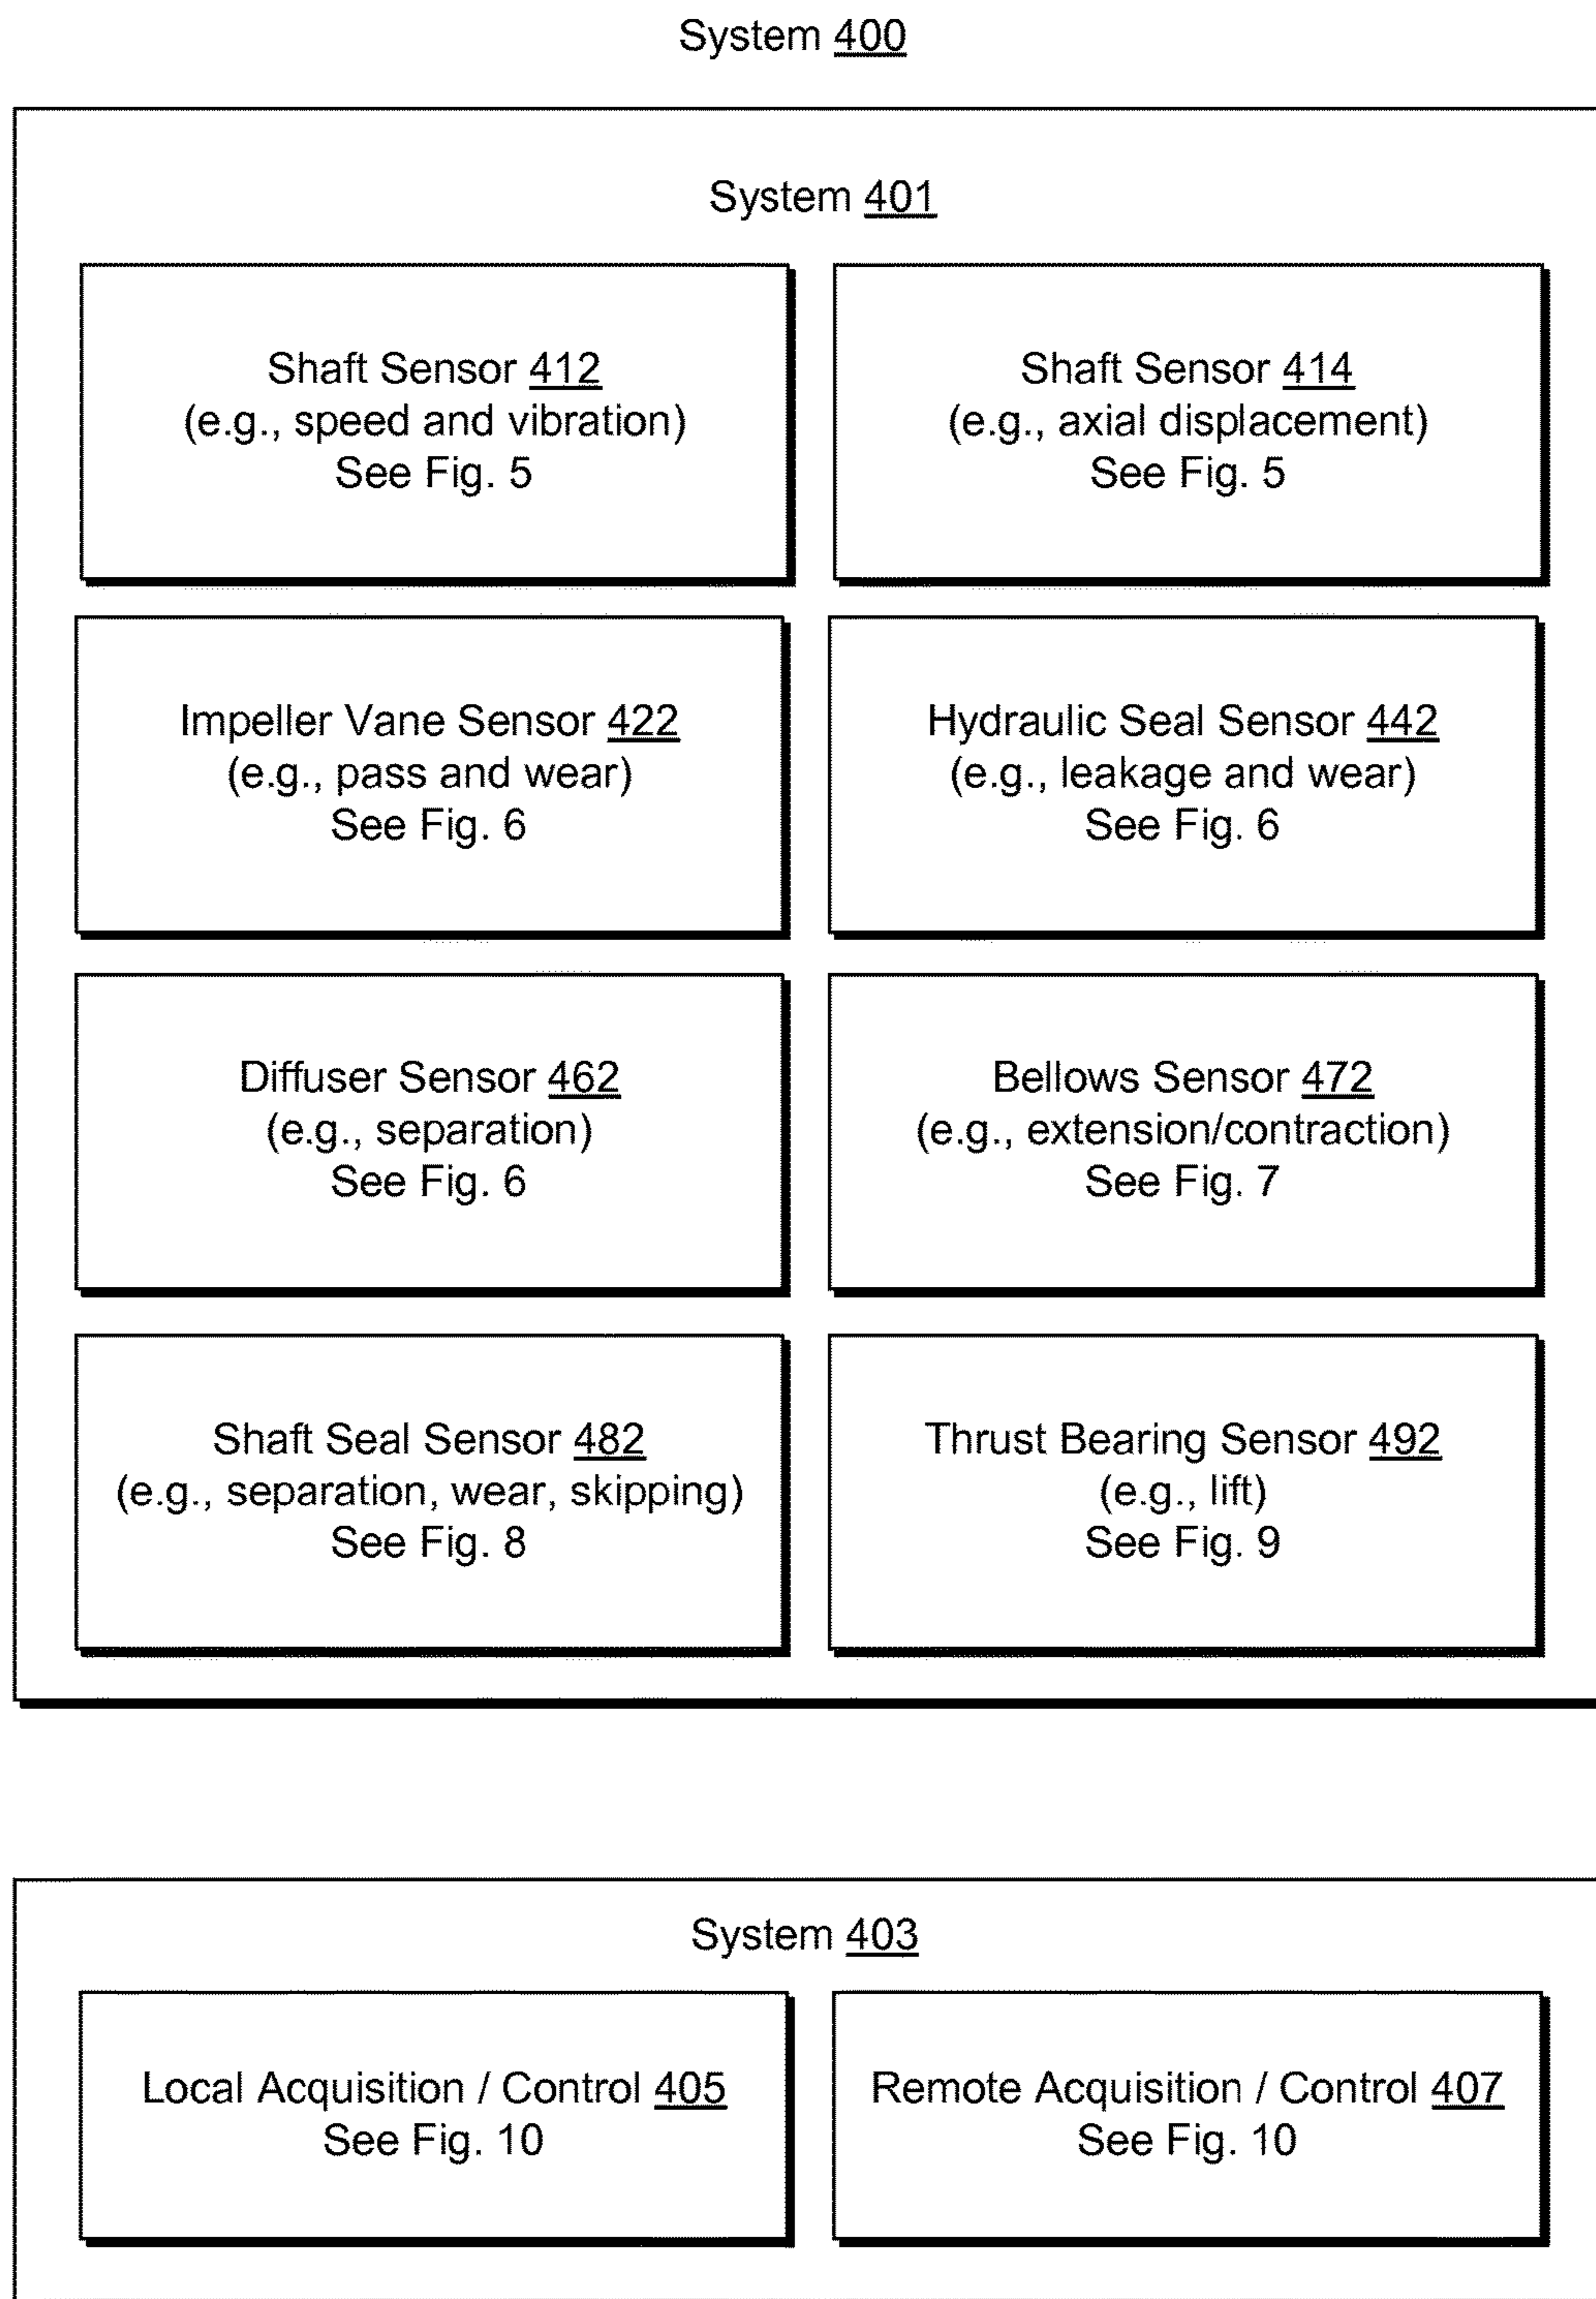 System 400
System 401
Shaft Sensor 412
(e.g., speed and vibration)
See Fig. 5
Shaft Sensor 414
(e.g., axial displacement)
See Fig. 5
Impeller Vane Sensor 422
(e.g., pass and wear)
See Fig. 6
Hydraulic Seal Sensor 442
(e.g., leakage and wear)
See Fig. 6
Diffuser Sensor 462
(e.g., separation)
See Fig. 6
Bellows Sensor 472
(e.g., extension/contraction)
See Fig. 7
Shaft Seal Sensor 482
(e.g., separation, wear, skipping)
See Fig. 8
Thrust Bearing Sensor 492
(e.g., lift)
See Fig. 9
System 403
Local Acquisition / Control 405
See Fig. 10
Remote Acquisition / Control 407
See Fig. 10